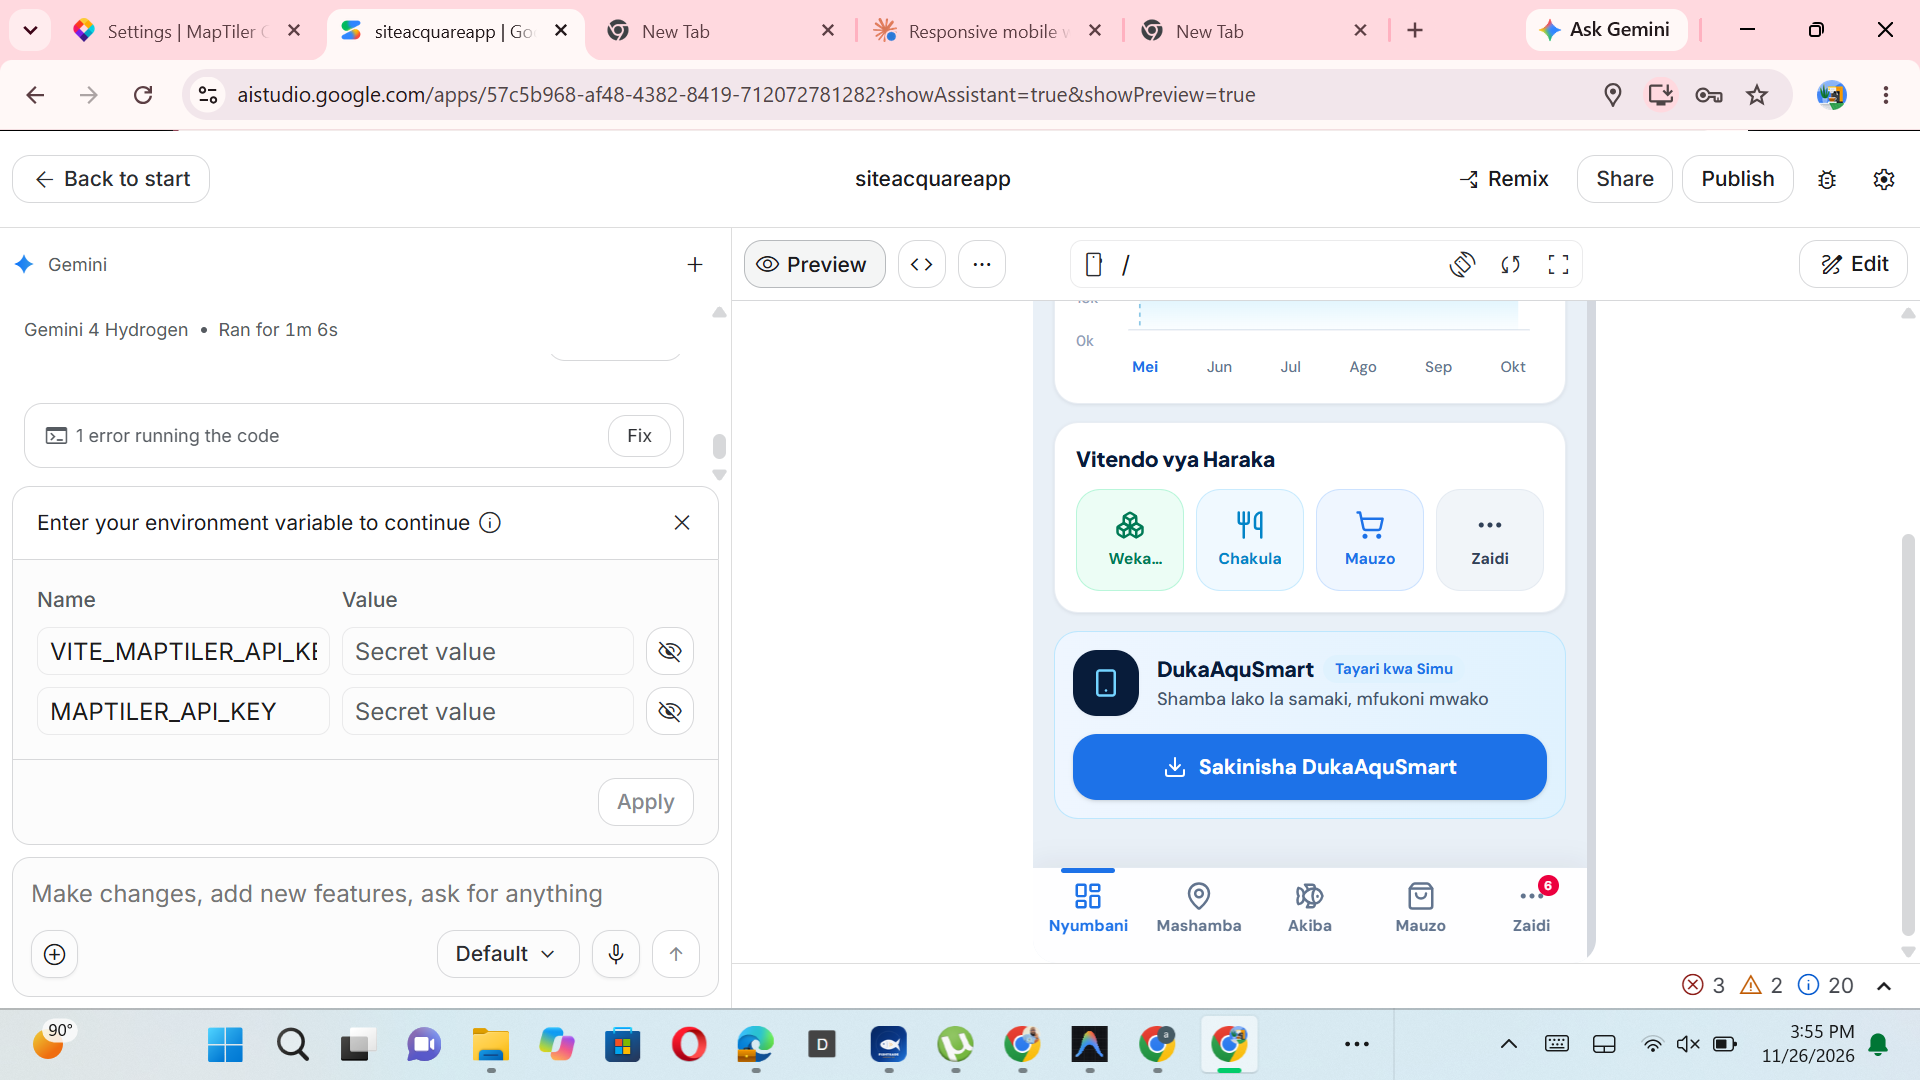 Settings | MapTiler C
siteacquareapp | Go
New Tab
Responsive mobile w
New Tab
Ask Gemini
aistudio.google.com/apps/57c5b968-af48-4382-8419-712072781282?showAssistant=true&showPreview=true
Back to start
siteacquareapp
Remix
Share
Publish
Gemini
Gemini 4 Hydrogen • Ran for 1m 6s
1 error running the code
Fix
Enter your environment variable to continue
Name
Value
VITE_MAPTILER_API_KE
Secret value
MAPTILER_API_KEY
Secret value
Apply
Make changes, add new features, ask for anything
Default
Preview
/
Edit
0k
Mei
Jun
Jul
Ago
Sep
Okt
Vitendo vya Haraka
Weka...
Chakula
Mauzo
Zaidi
DukaAquSmart
Tayari kwa Simu
Shamba lako la samaki, mfukoni mwako
Sakinisha DukaAquSmart
Nyumbani
Mashamba
Akiba
Mauzo
6
Zaidi
3
2
20
90°
D
a
3:55 PM
11/26/2026